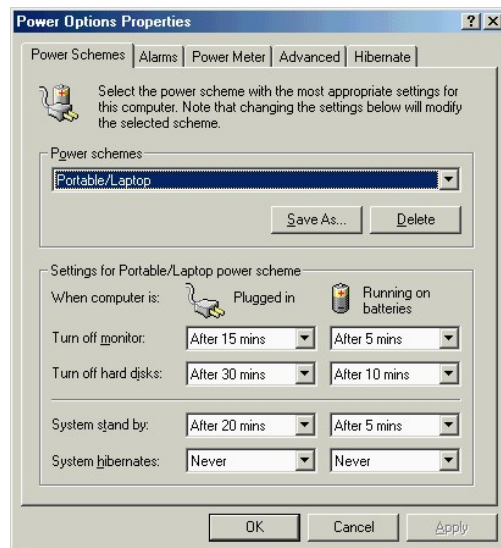 Power Options Properties
Power Schemes Alarms Power Meter Advanced Hibernate
Select the power scheme with the most appropriate settings for
this computer. Note that changing the settings below will modify
the selected scheme.
Power schemes
Portable/Laptop
Save As... Delete
Settings for Portable/Laptop power scheme
When computer is: Plugged in Running on
batteries
Turn off monitor: After 15 mins After 5 mins
Turn off hard disks: After 30 mins After 10 mins
System stand by: After 20 mins After 5 mins
System hibernates: Never Never
OK Cancel Apply